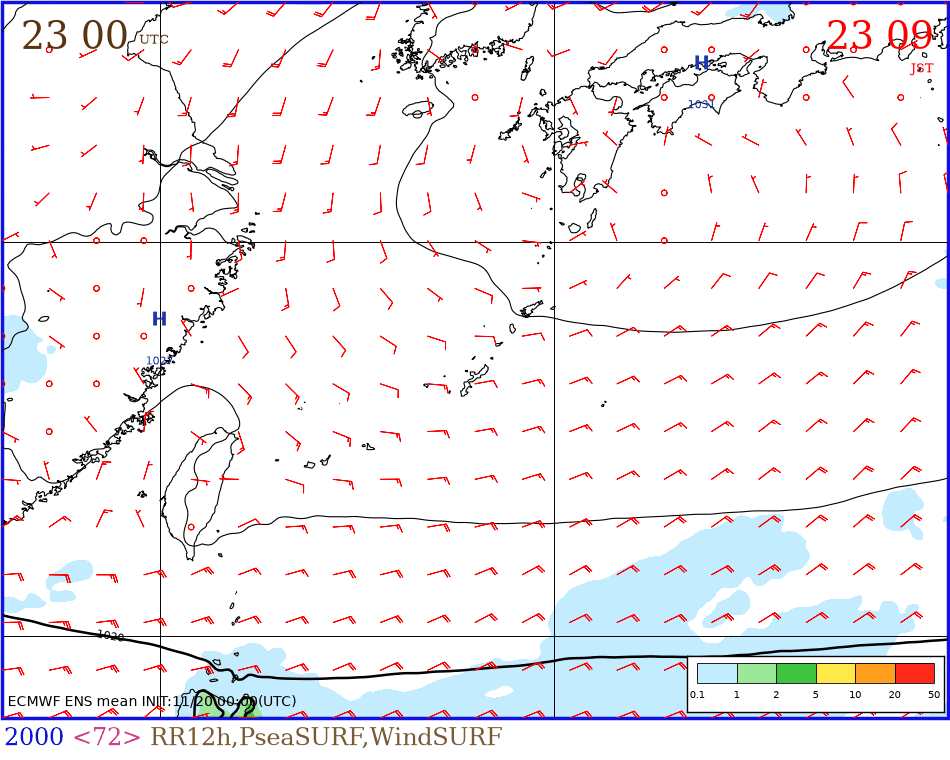 23 00 UTC
23 09
JST
H
1031
H
1020
0.1 1 2 5 10 20 50
ECMWF ENS mean INIT:11/20 00:00(UTC)
2000 <72> RR12h,PseaSURF,WindSURF